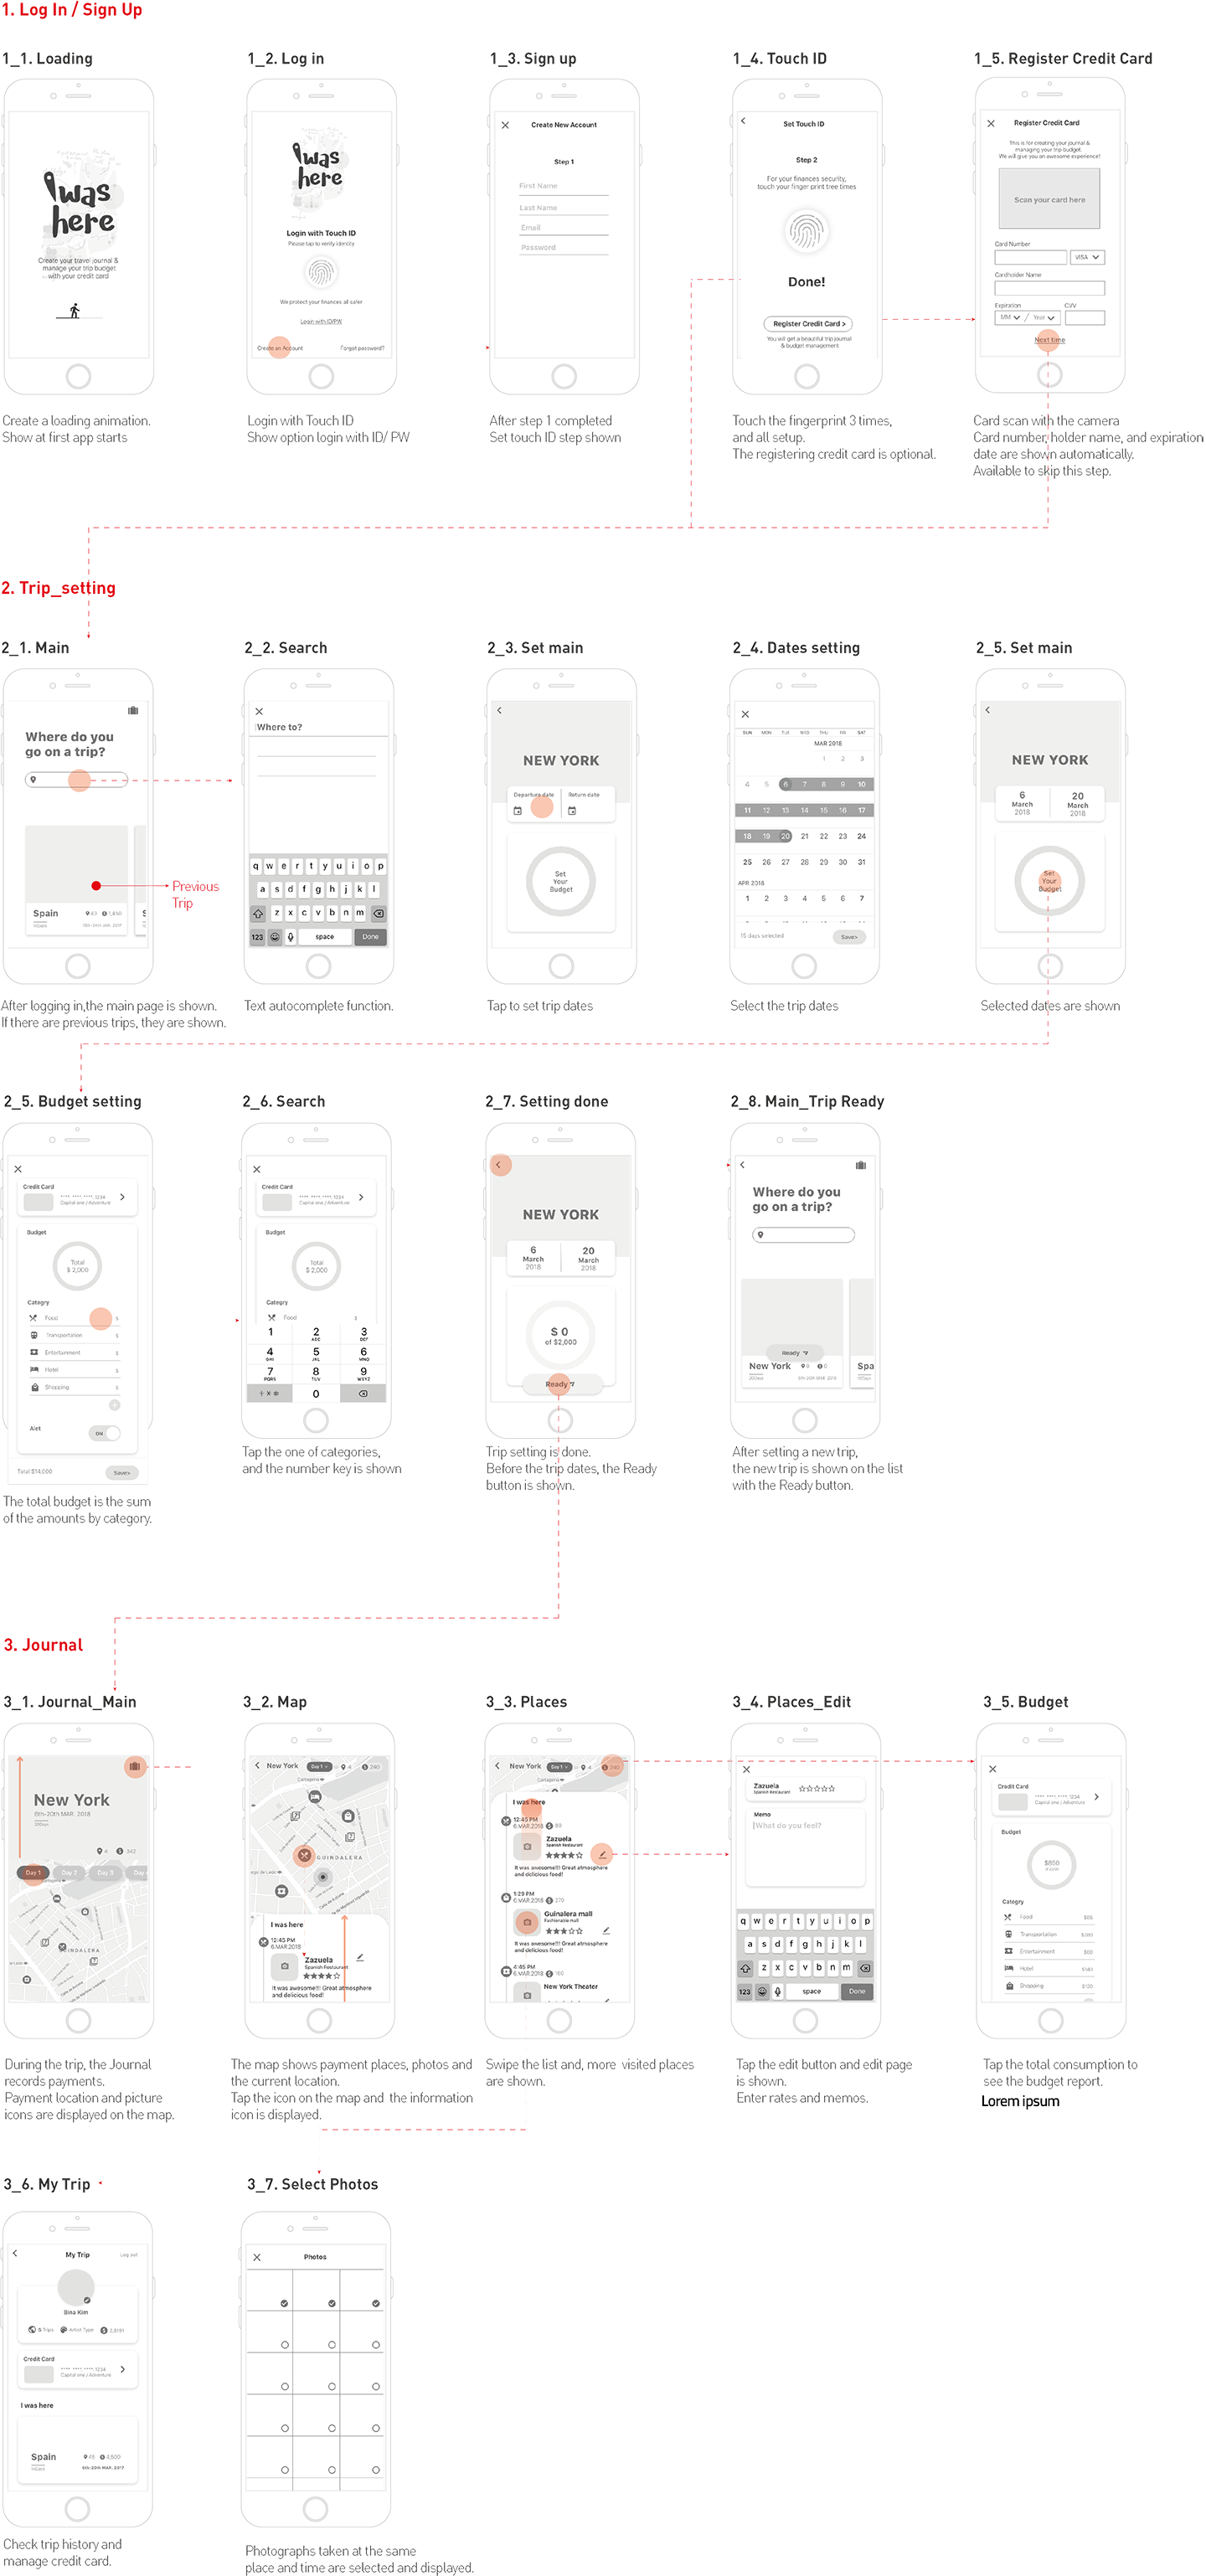 1. Log In / Sign Up
1_1. Loading
1_2. Log in
1_3. Sign up
1_4. Touch ID
1_5. Register Credit Card
was
here
Create your travel journal &
manage your trip budget
with your credit card
was
here
Login with Touch ID
Please tap to verify identity
We protect your finances all safer
Login with ID/PW
Create an Account
Forgot password?
Create New Account
Step 1
First Name
Last Name
Email
Password
Set Touch ID
Step 2
For your finances security,
touch your finger print tree times
Done!
Register Credit Card >
You will get a beautiful trip journal
& budget management
Register Credit Card
This is for creating your journal &
managing your trip budget.
We will give you an awesome experience!
Scan your card here
Card Number
VISA
Cardholder Name
Expiration
CVV
MM / Year
Next time
Create a loading animation.
Show at first app starts
Login with Touch ID
Show option login with ID/ PW
After step 1 completed
Set touch ID step shown
Touch the fingerprint 3 times,
and all setup.
The registering credit card is optional.
Card scan with the camera
Card number, holder name, and expiration
date are shown automatically.
Available to skip this step.
2. Trip_setting
2_1. Main
2_2. Search
2_3. Set main
2_4. Dates setting
2_5. Set main
Where do you
go on a trip?
Previous
Trip
Spain
S
Where to?
q w e r t y u i o p
a s d f g h j k l
z x c v b n m
123
space
Done
NEW YORK
Departure date
Return date
Set
Your
Budget
SUN MON TUE WED THU FRI SAT
MAR 2018
1 2 3
4 5 6 7 8 9 10
11 12 13 14 15 16 17
18 19 20 21 22 23 24
25 26 27 28 29 30 31
APR 2018
1 2 3 4 5 6 7
15 days selected
Save>
NEW YORK
6
March
2018
20
March
2018
Set
Your
Budget
After logging in,the main page is shown.
If there are previous trips, they are shown.
Text autocomplete function.
Tap to set trip dates
Select the trip dates
Selected dates are shown
2_5. Budget setting
2_6. Search
2_7. Setting done
2_8. Main_Trip Ready
Credit Card
**** **** **** 1234
Capital one / Adventure
Budget
Total
$ 2,000
Categry
Food $
Transportation $
Entertainment $
Hotel $
Shopping $
Alet
ON
Total $14,000
Save>
Credit Card
**** **** **** 1234
Capital one / Adventure
Budget
Total
$ 2,000
Categry
Food $
1 2 3
ABC DEF
4 5 6
GHI JKL MNO
7 8 9
PQRS TUV WXYZ
+ × #
0
NEW YORK
6
March
2018
20
March
2018
$ 0
of $2,000
Ready
Where do you
go on a trip?
Ready
New York
Spa
The total budget is the sum
of the amounts by category.
Tap the one of categories,
and the number key is shown
Trip setting is done.
Before the trip dates, the Ready
button is shown.
After setting a new trip,
the new trip is shown on the list
with the Ready button.
3. Journal
3_1. Journal_Main
3_2. Map
3_3. Places
3_4. Places_Edit
3_5. Budget
New York
6th-20th MAR. 2018
4 342
Day 1
Day 2
Day 3
Day
GUINDALERA
New York
Day 1
4 240
Cartagena
GUINDALERA
I was here
12:45 PM
6.MAR.2018
Zazuela
Spanish Restaurant
It was awesome!! Great atmosphere
and delicious food!
New York
Day 1
4 240
Cartagena
I was here
12:45 PM
6.MAR.2018
Zazuela
Spanish Restaurant
It was awesome!! Great atmosphere
and delicious food!
1:29 PM
6.MAR.2018 270
Guinalera mall
Fashionable mall
It was awesome!!! Great atmosphere
and delicious food!
4:45 PM
6.MAR.2018
New York Theater
Zazuela
Spanish Restaurant
Memo
What do you feel?
q w e r t y u i o p
a s d f g h j k l
z x c v b n m
123
space
Done
Credit Card
**** **** **** 1234
Capital one / Adventure
Budget
$850
Categry
Food
Transportation
Entertainment
Hotel
Shopping $120
During the trip, the Journal
records payments.
Payment location and picture
icons are displayed on the map.
The map shows payment places, photos and
the current location.
Tap the icon on the map and the information
icon is displayed.
Swipe the list and, more visited places
are shown.
Tap the edit button and edit page
is shown.
Enter rates and memos.
Tap the total consumption to
see the budget report.
Lorem ipsum
3_6. My Trip
3_7. Select Photos
My Trip
Log out
Bina Kim
5 Trips
Artist Type
Credit Card
**** **** **** 1234
Capital one / Adventure
I was here
Spain
6th-20th MAR. 2017
Photos
Check trip history and
manage credit card.
Photographs taken at the same
place and time are selected and displayed.